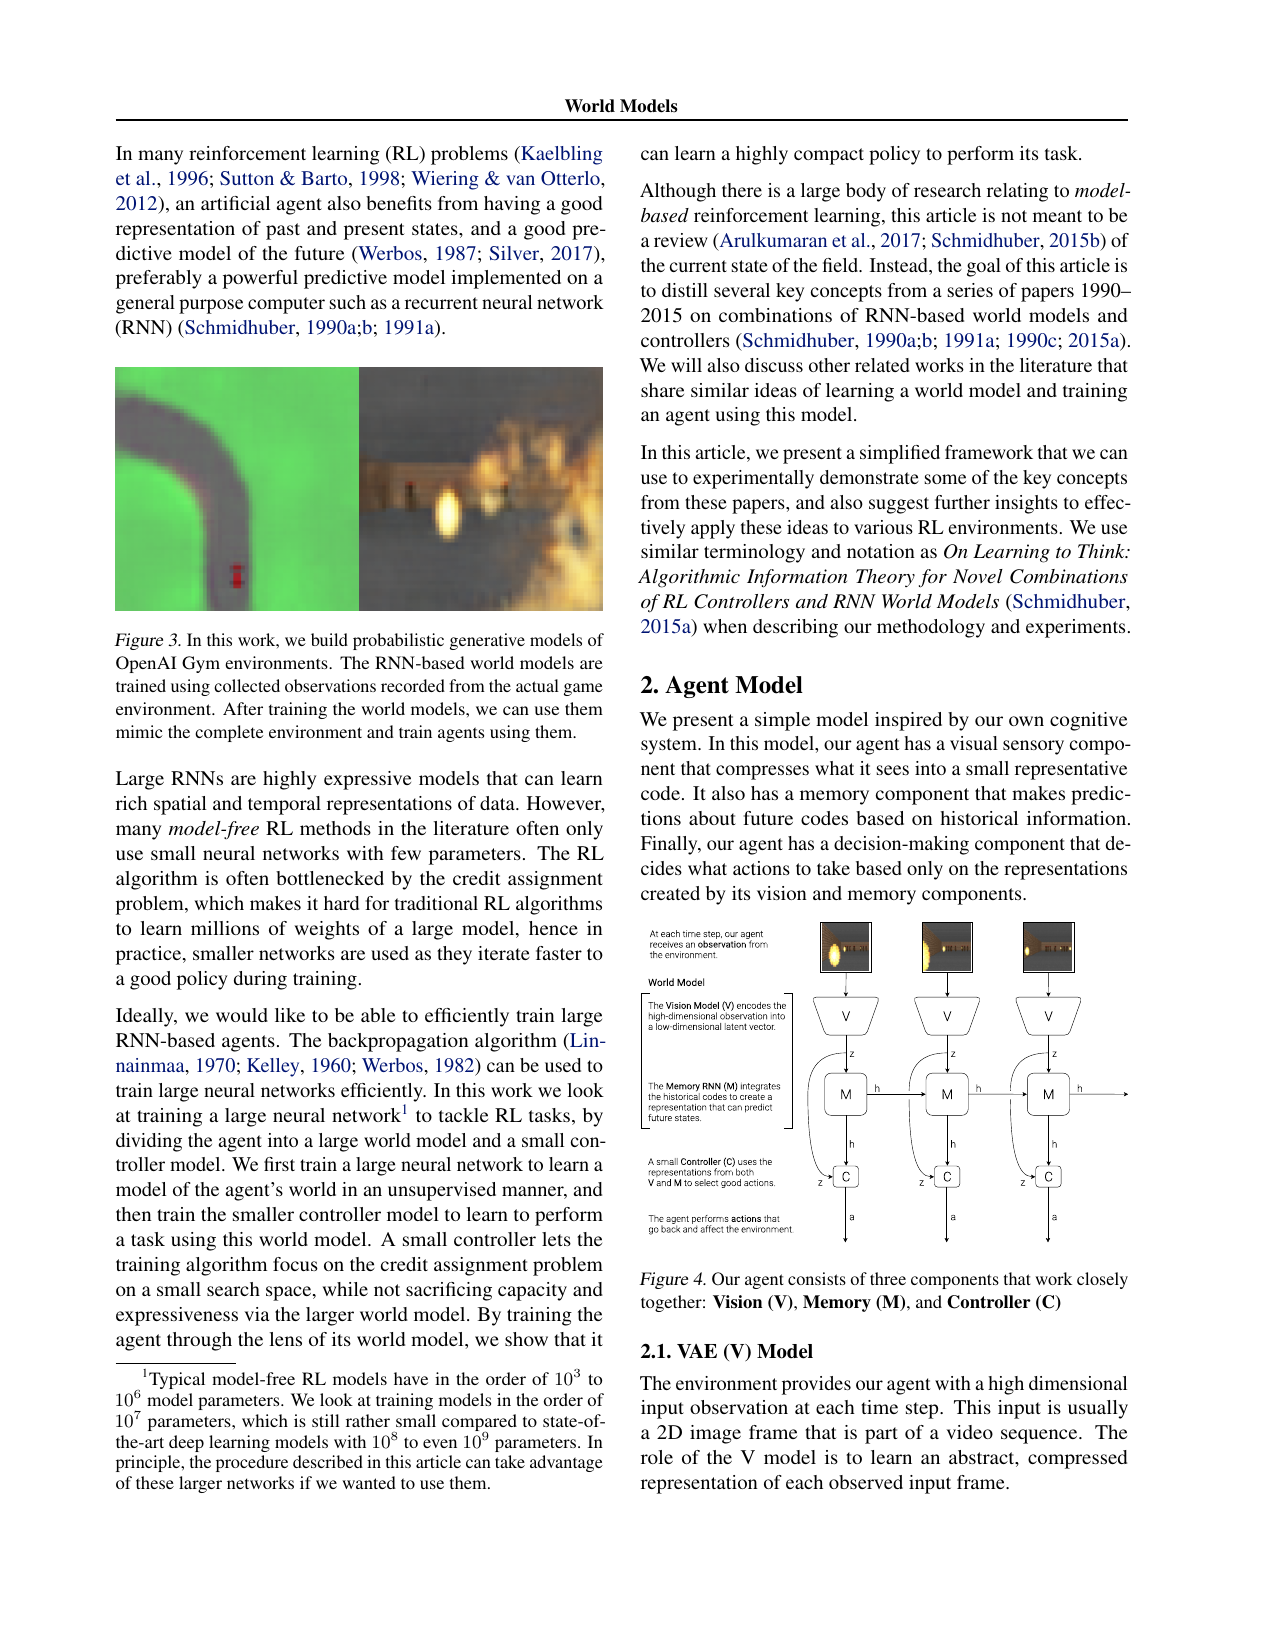 World Models
In many reinforcement learning (RL) problems (Kaelbling
et al., 1996; Sutton & Barto, 1998; Wiering & van Otterlo,
2012), an artificial agent also benefits from having a good
representation of past and present states, and a good pre-
dictive model of the future (Werbos, 1987; Silver, 2017),
preferably a powerful predictive model implemented on a
general purpose computer such as a recurrent neural network
(RNN) (Schmidhuber, 1990a;b; 1991a).
Figure 3. In this work, we build probabilistic generative models of
OpenAI Gym environments. The RNN-based world models are
trained using collected observations recorded from the actual game
environment. After training the world models, we can use them
mimic the complete environment and train agents using them.
Large RNNs are highly expressive models that can learn
rich spatial and temporal representations of data. However,
many model-free RL methods in the literature often only
use small neural networks with few parameters. The RL
algorithm is often bottlenecked by the credit assignment
problem, which makes it hard for traditional RL algorithms
to learn millions of weights of a large model, hence in
practice, smaller networks are used as they iterate faster to
a good policy during training.
Ideally, we would like to be able to efficiently train large
RNN-based agents. The backpropagation algorithm (Lin-
nainmaa, 1970; Kelley, 1960; Werbos, 1982) can be used to
train large neural networks efficiently. In this work we look
at training a large neural network¹ to tackle RL tasks, by
dividing the agent into a large world model and a small con-
troller model. We first train a large neural network to learn a
model of the agent's world in an unsupervised manner, and
then train the smaller controller model to learn to perform
a task using this world model. A small controller lets the
training algorithm focus on the credit assignment problem
on a small search space, while not sacrificing capacity and
expressiveness via the larger world model. By training the
agent through the lens of its world model, we show that it
¹Typical model-free RL models have in the order of 10³ to
10⁶ model parameters. We look at training models in the order of
10⁷ parameters, which is still rather small compared to state-of-
the-art deep learning models with 10⁸ to even 10⁹ parameters. In
principle, the procedure described in this article can take advantage
of these larger networks if we wanted to use them.
can learn a highly compact policy to perform its task.
Although there is a large body of research relating to model-
based reinforcement learning, this article is not meant to be
a review (Arulkumaran et al., 2017; Schmidhuber, 2015b) of
the current state of the field. Instead, the goal of this article is
to distill several key concepts from a series of papers 1990–
2015 on combinations of RNN-based world models and
controllers (Schmidhuber, 1990a;b; 1991a; 1990c; 2015a).
We will also discuss other related works in the literature that
share similar ideas of learning a world model and training
an agent using this model.
In this article, we present a simplified framework that we can
use to experimentally demonstrate some of the key concepts
from these papers, and also suggest further insights to effec-
tively apply these ideas to various RL environments. We use
similar terminology and notation as On Learning to Think:
Algorithmic Information Theory for Novel Combinations
of RL Controllers and RNN World Models (Schmidhuber,
2015a) when describing our methodology and experiments.
2. Agent Model
We present a simple model inspired by our own cognitive
system. In this model, our agent has a visual sensory compo-
nent that compresses what it sees into a small representative
code. It also has a memory component that makes predic-
tions about future codes based on historical information.
Finally, our agent has a decision-making component that de-
cides what actions to take based only on the representations
created by its vision and memory components.
At each time step, our agent
receives an observation from
the environment.
World Model
The Vision Model (V) encodes the
high-dimensional observation into
a low-dimensional latent vector.
V V V
z z z
The Memory RNN (M) integrates
the historical codes to create a
representation that can predict
future states.
M h M h M h
h h h
A small Controller (C) uses the
representations from both
V and M to select good actions.
z C z C z C
The agent performs actions that
go back and affect the environment.
a a a
Figure 4. Our agent consists of three components that work closely
together: Vision (V), Memory (M), and Controller (C)
2.1. VAE (V) Model
The environment provides our agent with a high dimensional
input observation at each time step. This input is usually
a 2D image frame that is part of a video sequence. The
role of the V model is to learn an abstract, compressed
representation of each observed input frame.